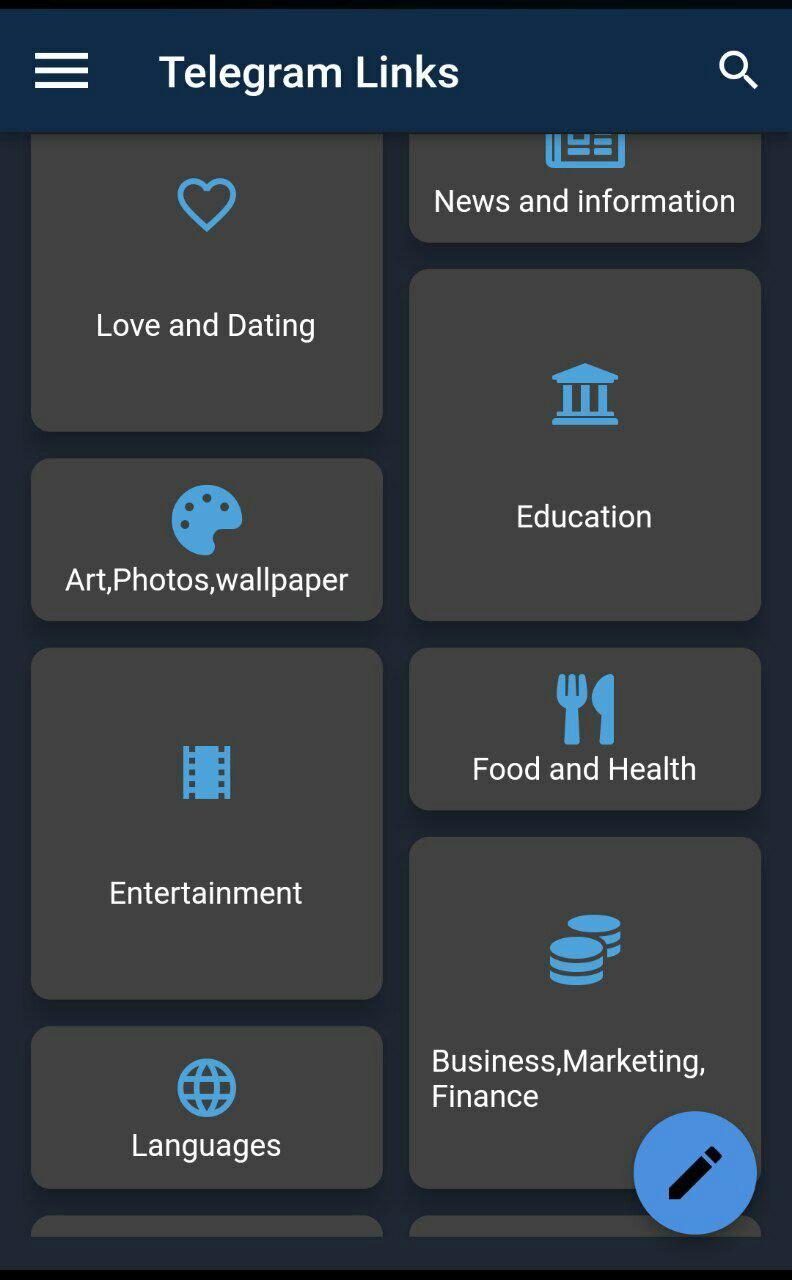 Telegram Links
News and information
Love and Dating
Education
Art,Photos,wallpaper
Food and Health
Entertainment
Business,Marketing,
Finance
Languages